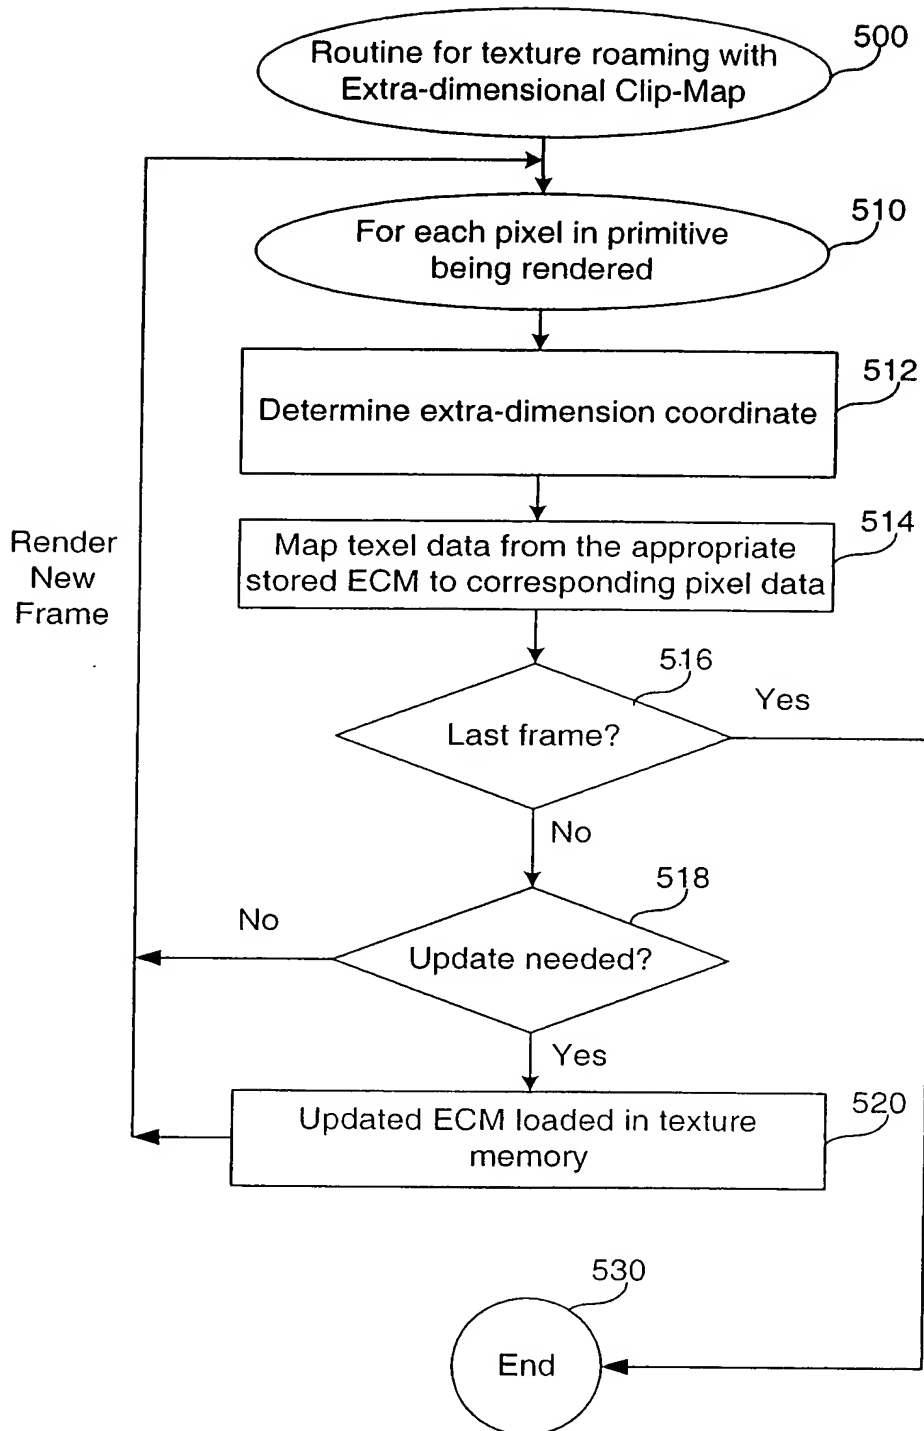 500
Routine for texture roaming with
Extra-dimensional Clip-Map
510
For each pixel in primitive
being rendered
512
Determine extra-dimension coordinate
514
Map texel data from the appropriate
stored ECM to corresponding pixel data
Render
New
Frame
516
Yes
Last frame?
No
518
No
Update needed?
Yes
520
Updated ECM loaded in texture
memory
530
End